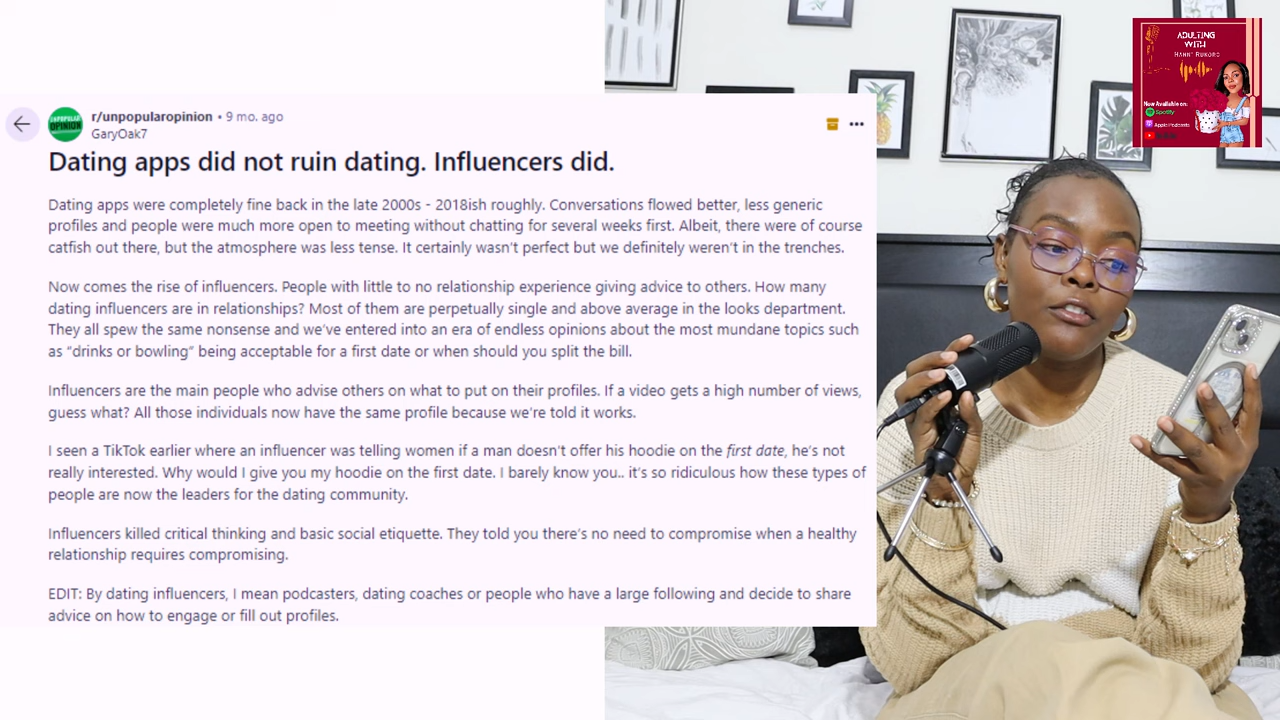 r/unpopularopinion • 9 mo. ago
GaryOak7
Dating apps did not ruin dating. Influencers did.
Dating apps were completely fine back in the late 2000s - 2018ish roughly. Conversations flowed better, less generic
profiles and people were much more open to meeting without chatting for several weeks first. Albeit, there were of course
catfish out there, but the atmosphere was less tense. It certainly wasn't perfect but we definitely weren't in the trenches.
Now comes the rise of influencers. People with little to no relationship experience giving advice to others. How many
dating influencers are in relationships? Most of them are perpetually single and above average in the looks department.
They all spew the same nonsense and we've entered into an era of endless opinions about the most mundane topics such
as "drinks or bowling" being acceptable for a first date or when should you split the bill.
Influencers are the main people who advise others on what to put on their profiles. If a video gets a high number of views,
guess what? All those individuals now have the same profile because we're told it works.
I seen a TikTok earlier where an influencer was telling women if a man doesn't offer his hoodie on the first date, he's not
really interested. Why would I give you my hoodie on the first date. I barely know you.. it's so ridiculous how these types of
people are now the leaders for the dating community.
Influencers killed critical thinking and basic social etiquette. They told you there's no need to compromise when a healthy
relationship requires compromising.
EDIT: By dating influencers, I mean podcasters, dating coaches or people who have a large following and decide to share
advice on how to engage or fill out profiles.
UNPOPULAR
OPINION
ADULTING
WITH
Now Available on:
Spotify
Apple Podcasts